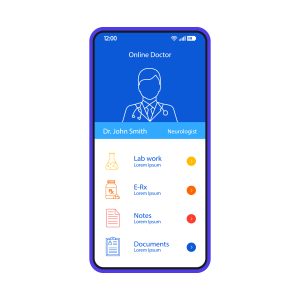 12:00
Online Doctor
Dr. John Smith
Neurologist
Lab work
Lorem ipsum
E-Rx
Lorem ipsum
Notes
Lorem ipsum
Documents
Lorem ipsum